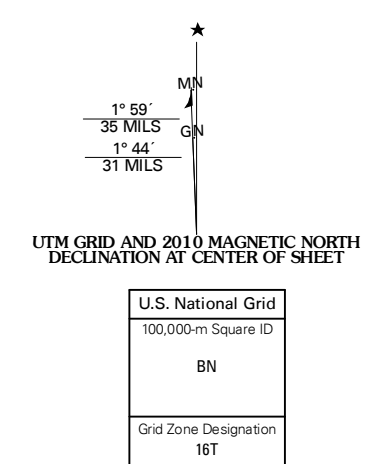 ★
MN
1° 59´
35 MILS
GN
1° 44´
31 MILS
UTM GRID AND 2010 MAGNETIC NORTH
DECLINATION AT CENTER OF SHEET
U.S. National Grid
100,000-m Square ID
BN
Grid Zone Designation
16T